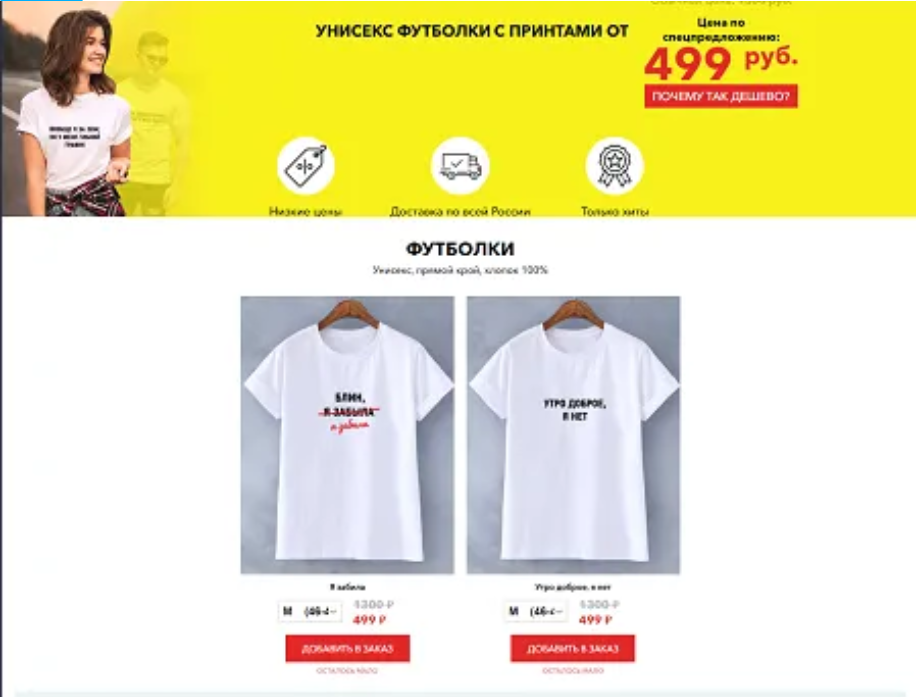 УНИСЕКС ФУТБОЛКИ С ПРИНТАМИ ОТ
Цена по
спецпредложению:
499 руб.
ПОЧЕМУ ТАК ДЕШЕВО?
Низкие цены
Доставка по всей России
Только хиты
ФУТБОЛКИ
Унисекс, прямой крой, хлопок 100%
БЛИН,
Я ЗАБЫЛА
я забила
УТРО ДОБРОЕ,
Я НЕТ
Я забила
M (46-4
1300 ₽
499 ₽
ДОБАВИТЬ В ЗАКАЗ
ОСТАЛОСЬ МАЛО
Утро доброе, я нет
M (46-4
1300 ₽
499 ₽
ДОБАВИТЬ В ЗАКАЗ
ОСТАЛОСЬ МАЛО